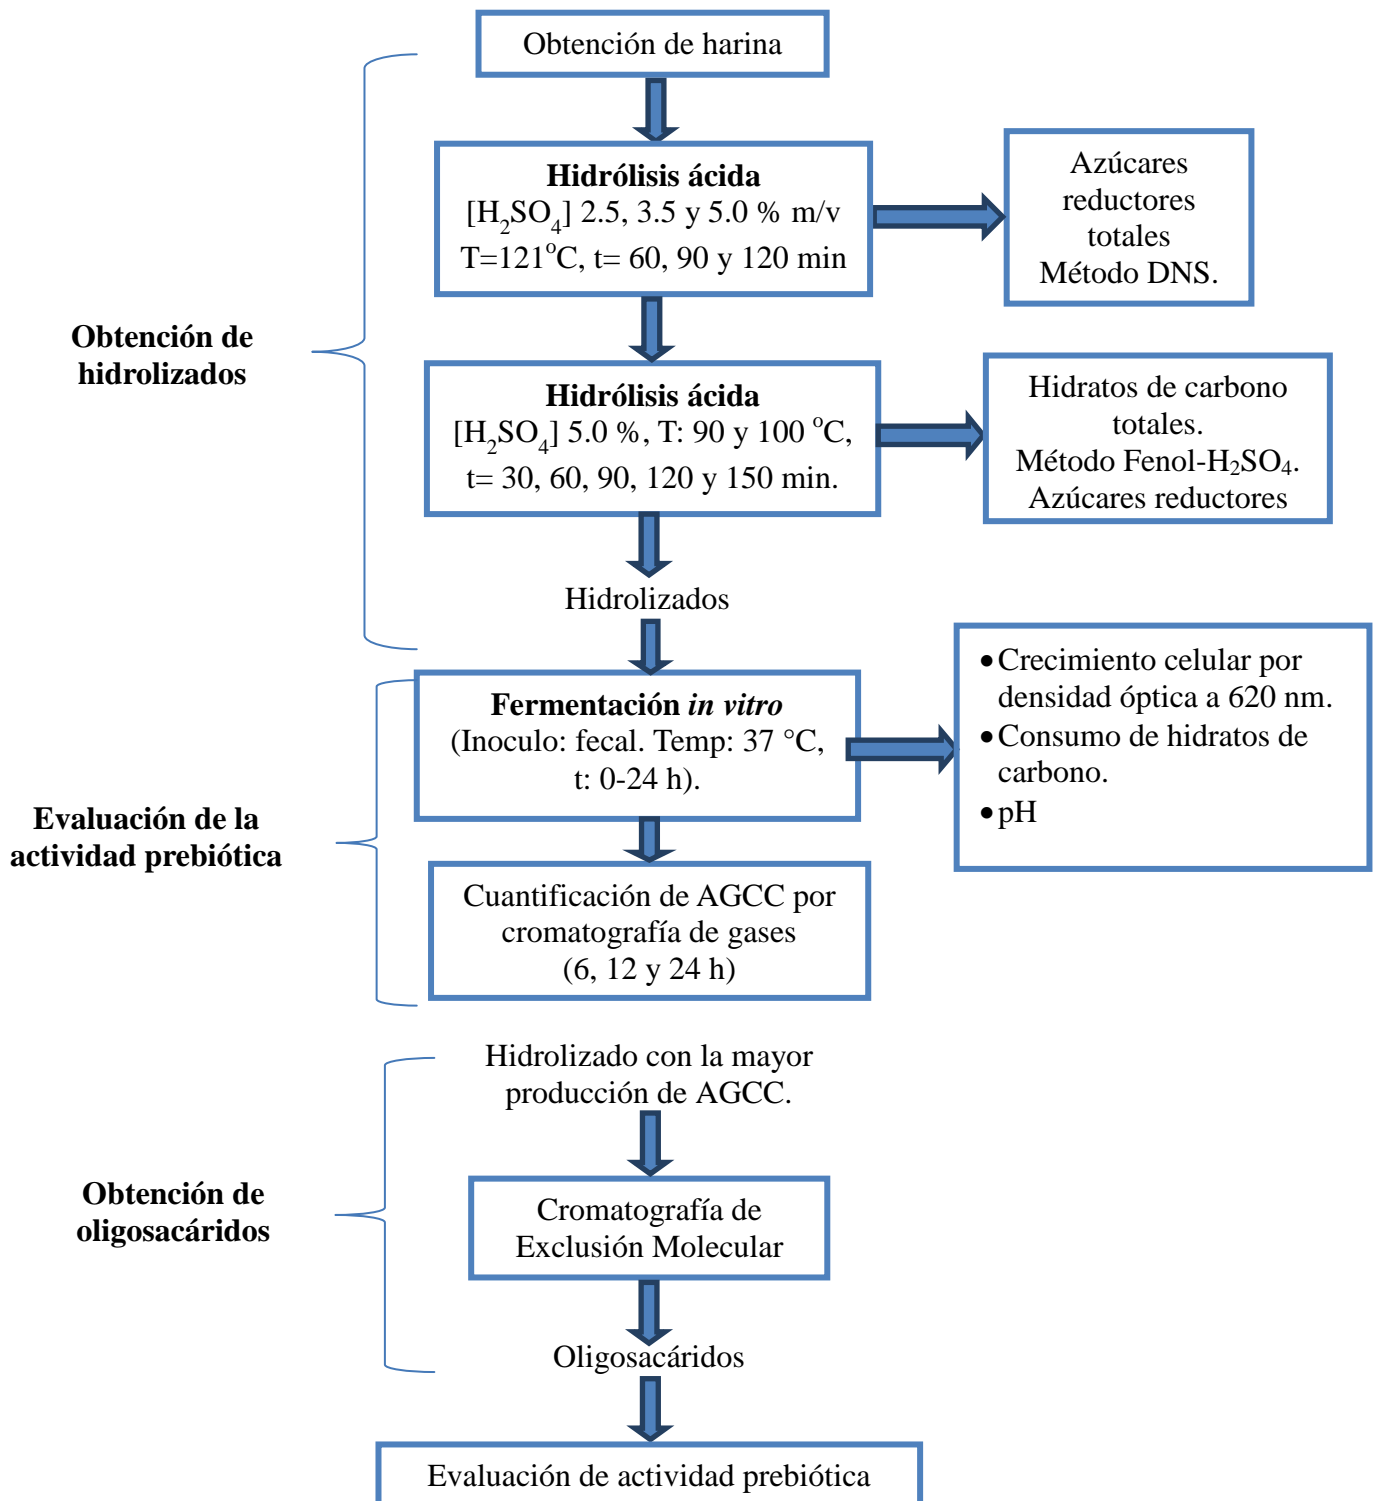 Obtención de harina
Hidrólisis ácida
[H₂SO₄] 2.5, 3.5 y 5.0 % m/v
T=121°C, t= 60, 90 y 120 min
Azúcares
reductores
totales
Método DNS.
Obtención de
hidrolizados
Hidrólisis ácida
[H₂SO₄] 5.0 %, T: 90 y 100 °C,
t= 30, 60, 90, 120 y 150 min.
Hidratos de carbono
totales.
Método Fenol-H₂SO₄.
Azúcares reductores
Hidrolizados
Fermentación in vitro
(Inoculo: fecal. Temp: 37 °C,
t: 0-24 h).
• Crecimiento celular por
densidad óptica a 620 nm.
• Consumo de hidratos de
carbono.
• pH
Evaluación de la
actividad prebiótica
Cuantificación de AGCC por
cromatografía de gases
(6, 12 y 24 h)
Hidrolizado con la mayor
producción de AGCC.
Obtención de
oligosacáridos
Cromatografía de
Exclusión Molecular
Oligosacáridos
Evaluación de actividad prebiótica